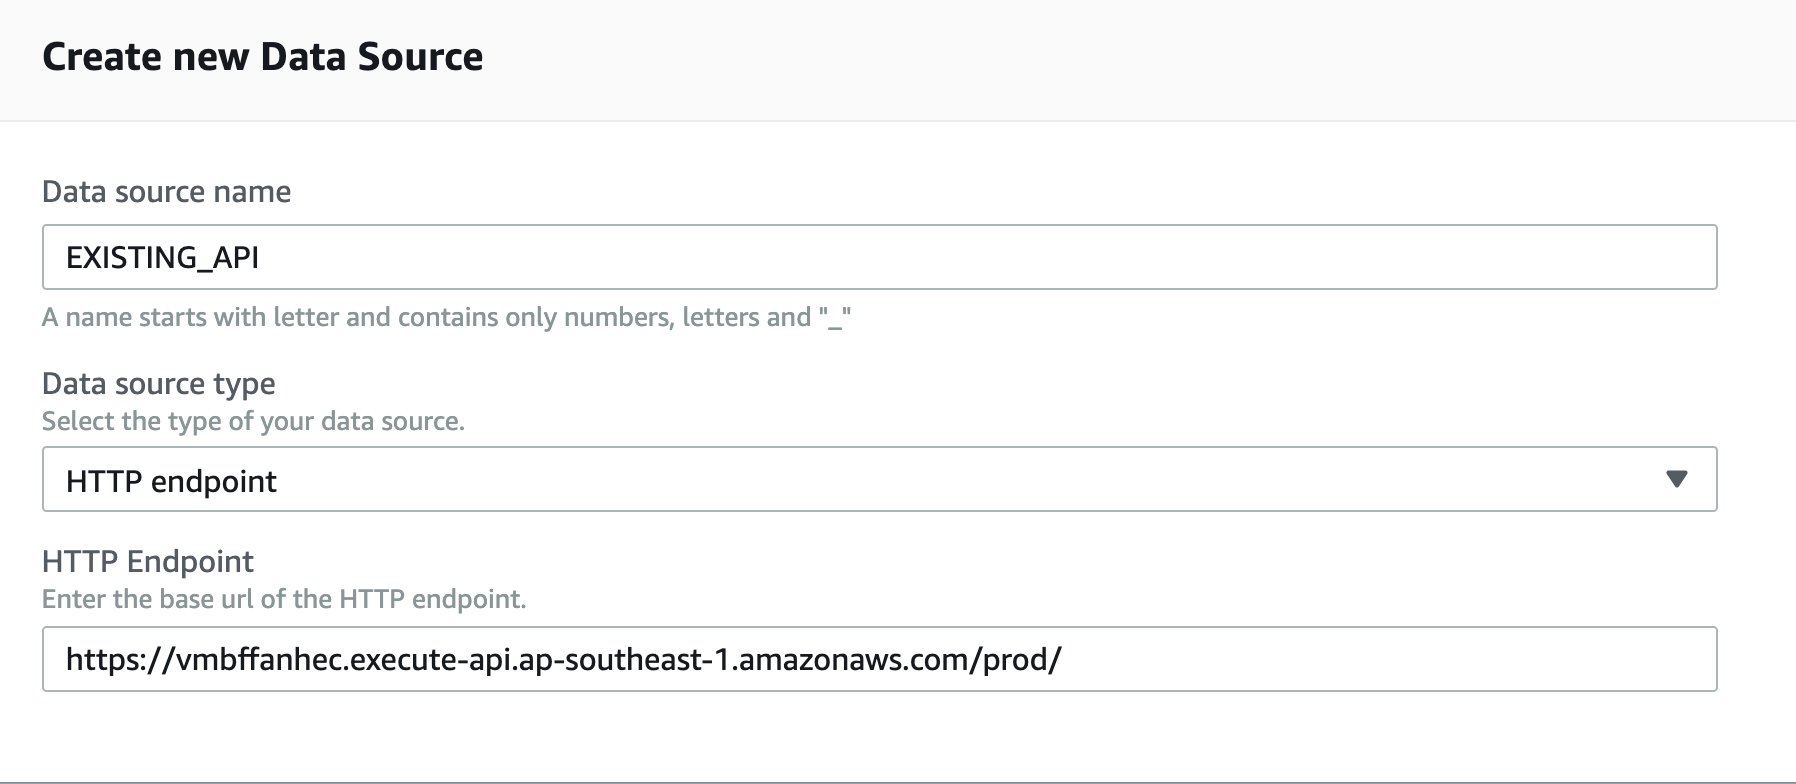 Create new Data Source
Data source name
EXISTING_API
A name starts with letter and contains only numbers, letters and "_"
Data source type
Select the type of your data source.
HTTP endpoint
HTTP Endpoint
Enter the base url of the HTTP endpoint.
https://vmbffanhec.execute-api.ap-southeast-1.amazonaws.com/prod/